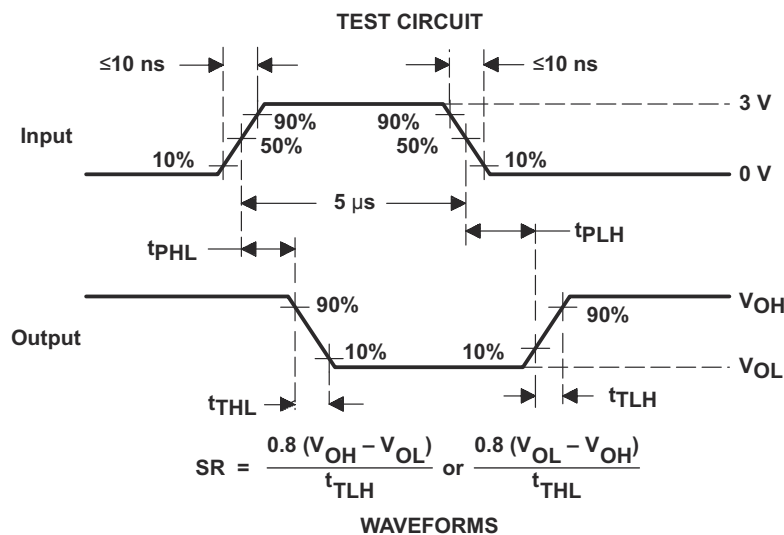 TEST CIRCUIT
≤10 ns
≤10 ns
3 V
90%
90%
Input
50%
50%
10%
10%
0 V
5 μs
tPHL
tPLH
VOH
90%
90%
Output
10%
10%
VOL
tTHL
tTLH
SR = 0.8 (VOH – VOL) / tTLH or 0.8 (VOL – VOH) / tTHL
WAVEFORMS